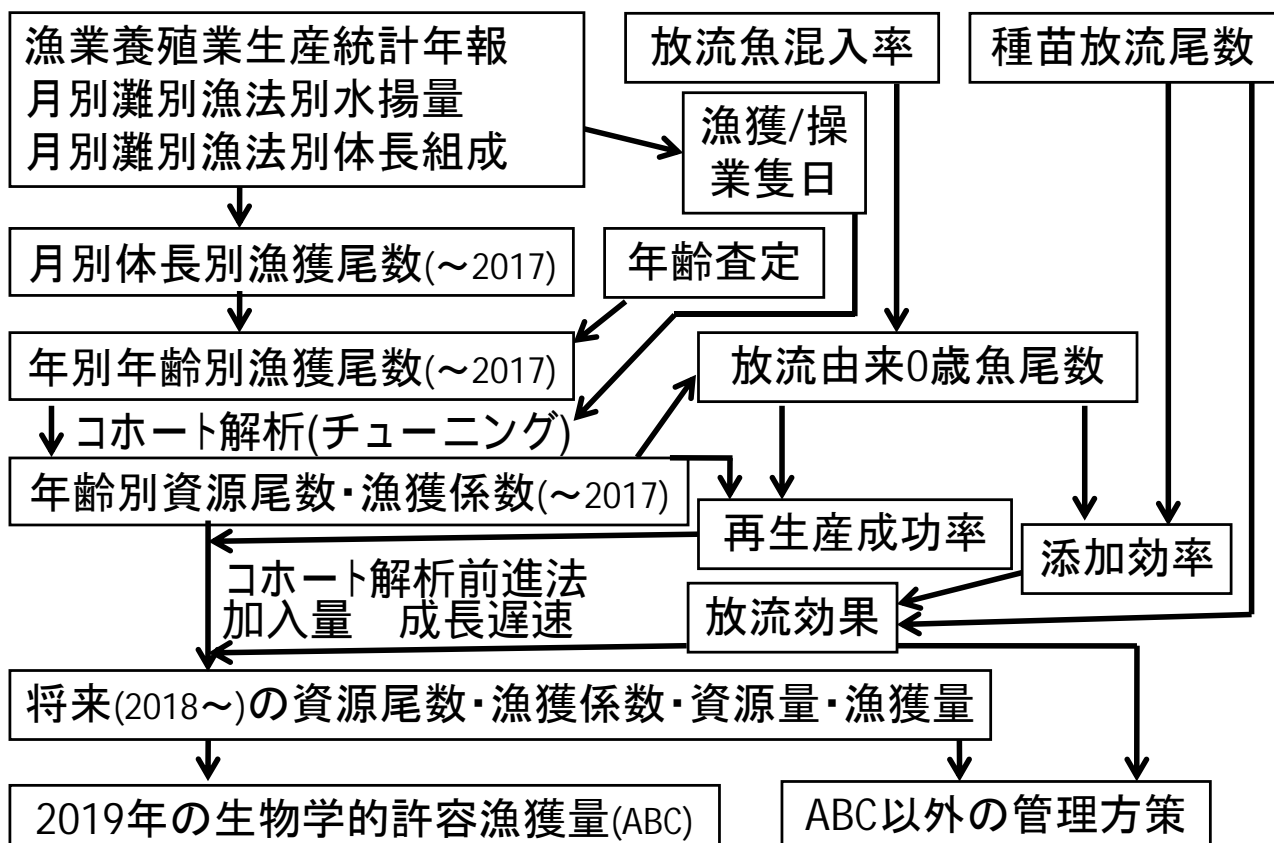 漁業養殖業生産統計年報
月別灘別漁法別水揚量
月別灘別漁法別体長組成
放流魚混入率
種苗放流尾数
漁獲/操
業隻日
月別体長別漁獲尾数(～2017)
年齢査定
年別年齢別漁獲尾数(～2017)
放流由来0歳魚尾数
コホート解析(チューニング)
年齢別資源尾数・漁獲係数(～2017)
再生産成功率
添加効率
コホート解析前進法
加入量　成長遅速
放流効果
将来(2018～)の資源尾数・漁獲係数・資源量・漁獲量
2019年の生物学的許容漁獲量(ABC)
ABC以外の管理方策